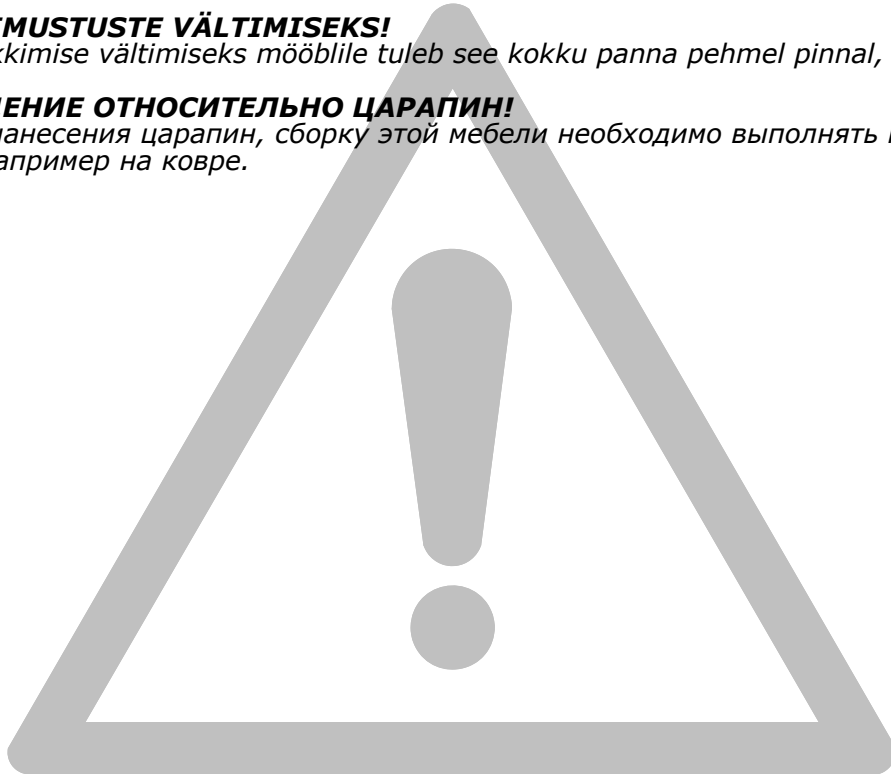 IMUSTUSTE VÄLTIMISEKS!
kkimise vältimiseks mööblile tuleb see kokku panna pehmel pinnal,
ЕНИЕ ОТНОСИТЕЛЬНО ЦАРАПИН!
нанесения царапин, сборку этой мебели необходимо выполнять
апример на ковре.